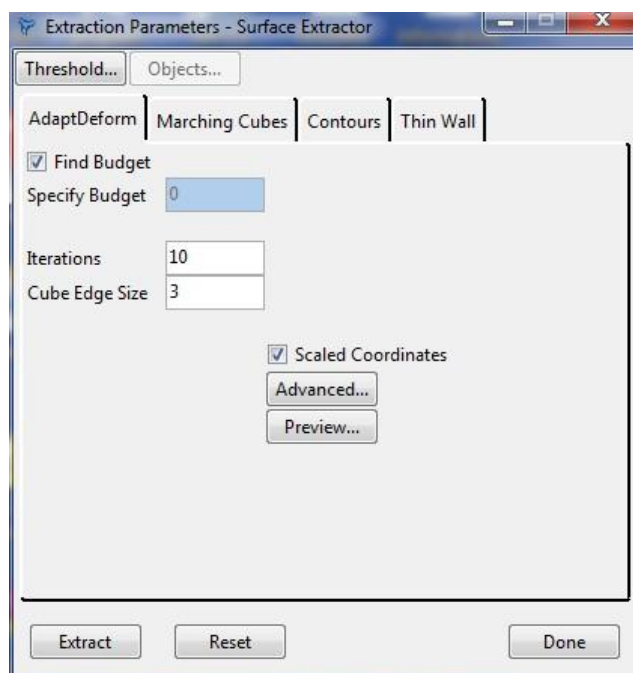 Extraction Parameters - Surface Extractor
Threshold... Objects...
AdaptDeform Marching Cubes Contours Thin Wall
Find Budget
Specify Budget 0
Iterations 10
Cube Edge Size 3
Scaled Coordinates
Advanced...
Preview...
Extract Reset Done